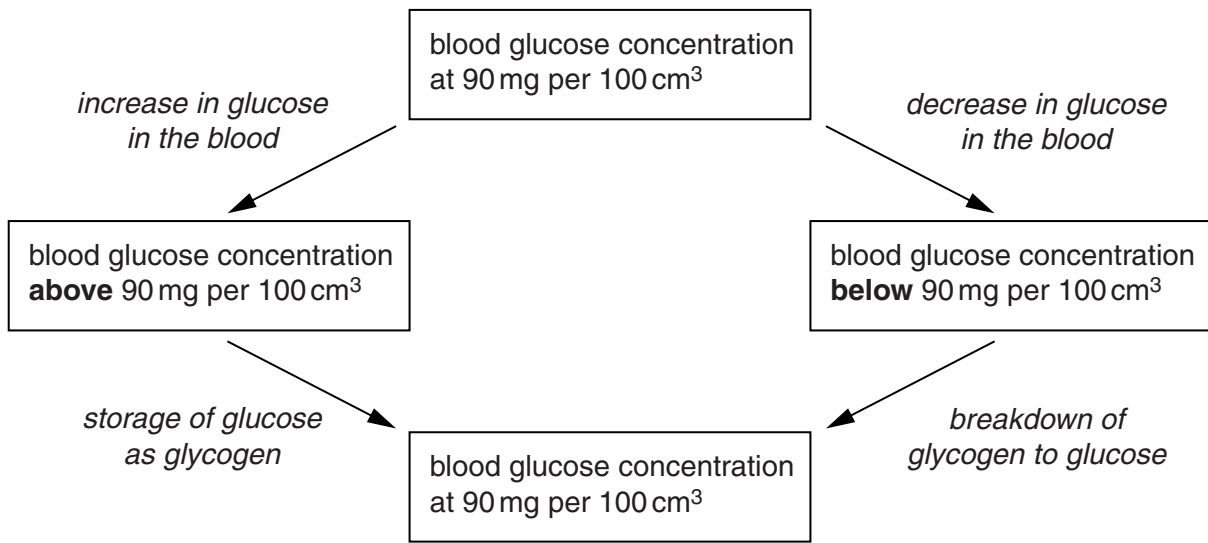 blood glucose concentration
at 90 mg per 100 cm³
increase in glucose
in the blood
decrease in glucose
in the blood
blood glucose concentration
above 90 mg per 100 cm³
blood glucose concentration
below 90 mg per 100 cm³
storage of glucose
as glycogen
breakdown of
glycogen to glucose
blood glucose concentration
at 90 mg per 100 cm³